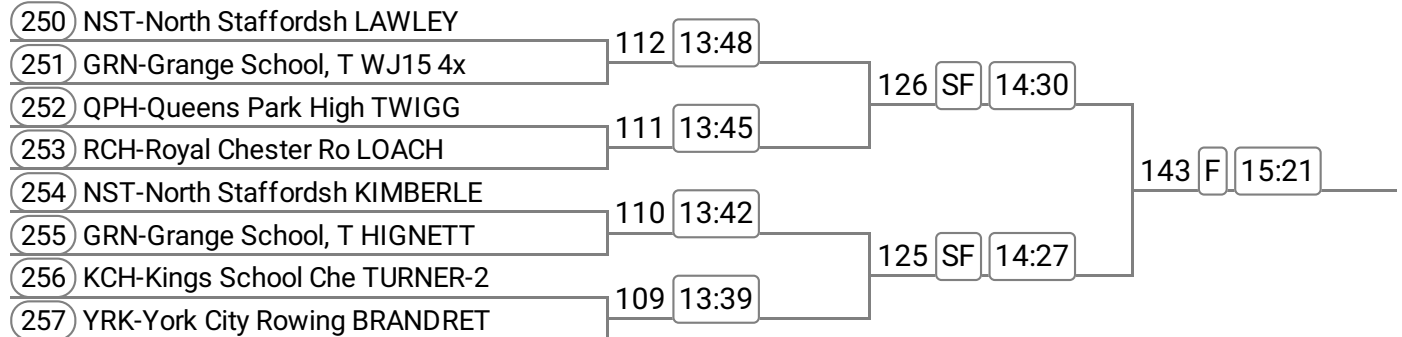 250 NST-North Staffordsh LAWLEY
112 13:48
251 GRN-Grange School, T WJ15 4x
126 SF 14:30
252 QPH-Queens Park High TWIGG
111 13:45
253 RCH-Royal Chester Ro LOACH
143 F 15:21
254 NST-North Staffordsh KIMBERLE
110 13:42
255 GRN-Grange School, T HIGNETT
125 SF 14:27
256 KCH-Kings School Che TURNER-2
109 13:39
257 YRK-York City Rowing BRANDRET